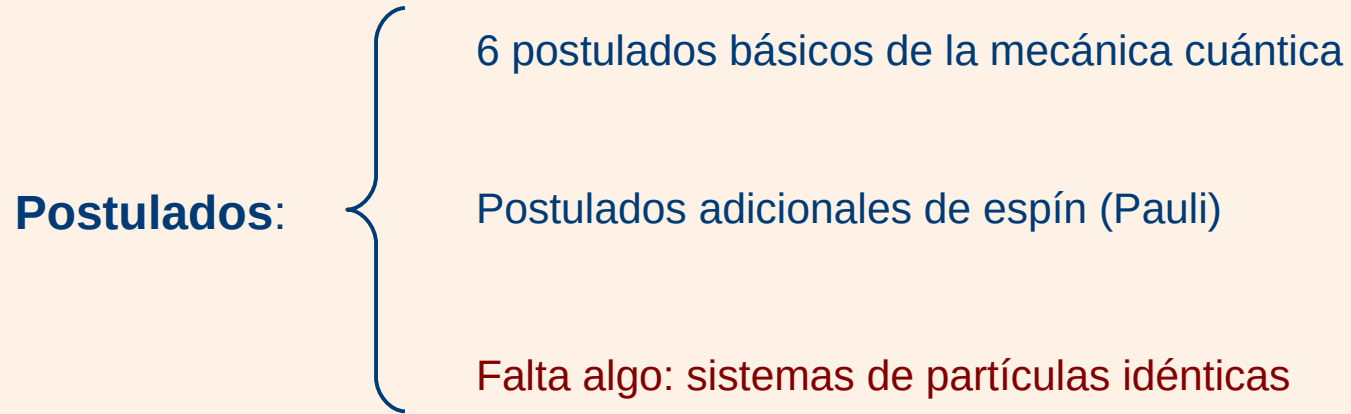 6 postulados básicos de la mecánica cuántica
Postulados:
Postulados adicionales de espín (Pauli)
Falta algo: sistemas de partículas idénticas